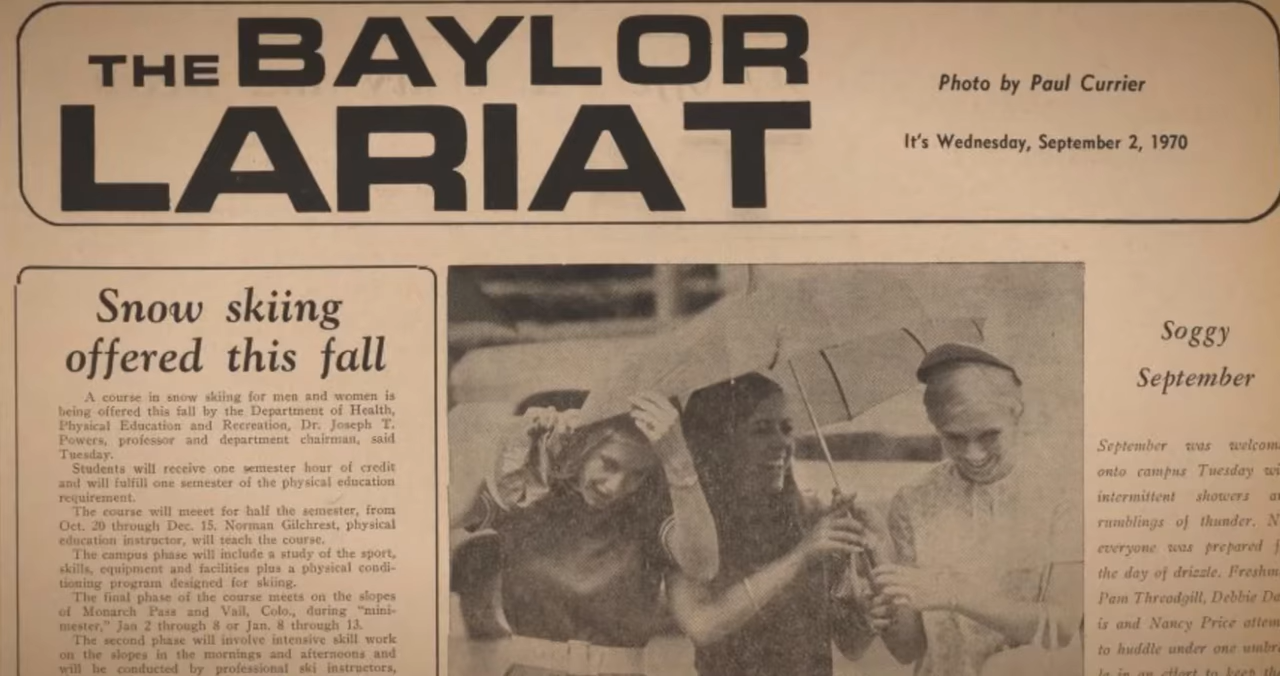 THE BAYLOR
LARIAT
Photo by Paul Currier
It's Wednesday, September 2, 1970
Snow skiing
offered this fall
A course in snow skiing for men and women is
being offered this fall by the Department of Health,
Physical Education and Recreation, Dr. Joseph T.
Powers, professor and department chairman, said
Tuesday.
Students will receive one semester hour of credit
and will fulfill one semester of the physical education
requirement.
The course will meeet for half the semester, from
Oct. 20 through Dec. 15. Norman Gilchrest, physical
education instructor, will teach the course.
The campus phase will include a study of the sport,
skills, equipment and facilities plus a physical condi-
tioning program designed for skiing.
The final phase of the course meets on the slopes
of Monarch Pass and Vail, Colo., during "mini-
mester," Jan 2 through 8 or Jan. 8 through 13.
The second phase will involve intensive skill work
on the slopes in the mornings and afternoons and
will be conducted by professional ski instructors,
Soggy
September
September was
onto campus Tuesday
intermittent showers
rumblings of thunder.
everyone was prepared
the day of drizzle.
Pam Threadgill, Debbie
is and Nancy Price
to huddle under one
in an effort to keep